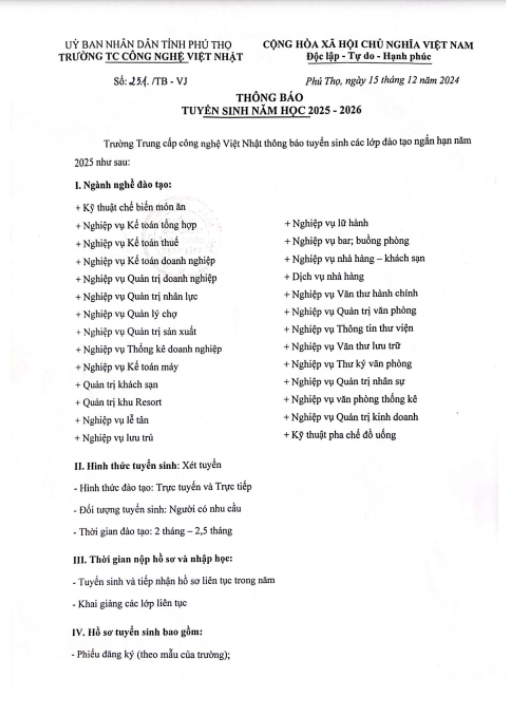 UỶ BAN NHÂN DÂN TỈNH PHÚ THỌ
TRƯỜNG TC CÔNG NGHỆ VIỆT NHẬT
CỘNG HÒA XÃ HỘI CHỦ NGHĨA VIỆT NAM
Độc lập - Tự do - Hạnh phúc
Số: /TB - VJ
Phú Thọ, ngày 15 tháng 12 năm 2024
THÔNG BÁO
TUYỂN SINH NĂM HỌC 2025 - 2026
Trường Trung cấp công nghệ Việt Nhật thông báo tuyển sinh các lớp đào tạo ngắn hạn năm
2025 như sau:
I. Ngành nghề đào tạo:
+ Kỹ thuật chế biến món ăn
+ Nghiệp vụ Kế toán tổng hợp
+ Nghiệp vụ Kế toán thuế
+ Nghiệp vụ Kế toán doanh nghiệp
+ Nghiệp vụ Quản trị doanh nghiệp
+ Nghiệp vụ Quản trị nhân lực
+ Nghiệp vụ Quản lý chợ
+ Nghiệp vụ Quản trị sản xuất
+ Nghiệp vụ Thống kê doanh nghiệp
+ Nghiệp vụ Kế toán máy
+ Quản trị khách sạn
+ Quản trị khu Resort
+ Nghiệp vụ lễ tân
+ Nghiệp vụ lưu trú
+ Nghiệp vụ lữ hành
+ Nghiệp vụ bar; buồng phòng
+ Nghiệp vụ nhà hàng – khách sạn
+ Dịch vụ nhà hàng
+ Nghiệp vụ Văn thư hành chính
+ Nghiệp vụ Quản trị văn phòng
+ Nghiệp vụ Thông tin thư viện
+ Nghiệp vụ Văn thư lưu trữ
+ Nghiệp vụ Thư ký văn phòng
+ Nghiệp vụ Quản trị nhân sự
+ Nghiệp vụ văn phòng thống kê
+ Nghiệp vụ Quản trị kinh doanh
+ Kỹ thuật pha chế đồ uống
II. Hình thức tuyển sinh: Xét tuyển
- Hình thức đào tạo: Trực tuyến và Trực tiếp
- Đối tượng tuyển sinh: Người có nhu cầu
- Thời gian đào tạo: 2 tháng – 2,5 tháng
III. Thời gian nộp hồ sơ và nhập học:
- Tuyển sinh và tiếp nhận hồ sơ liên tục trong năm
- Khai giảng các lớp liên tục
IV. Hồ sơ tuyển sinh bao gồm:
- Phiếu đăng ký (theo mẫu của trường);